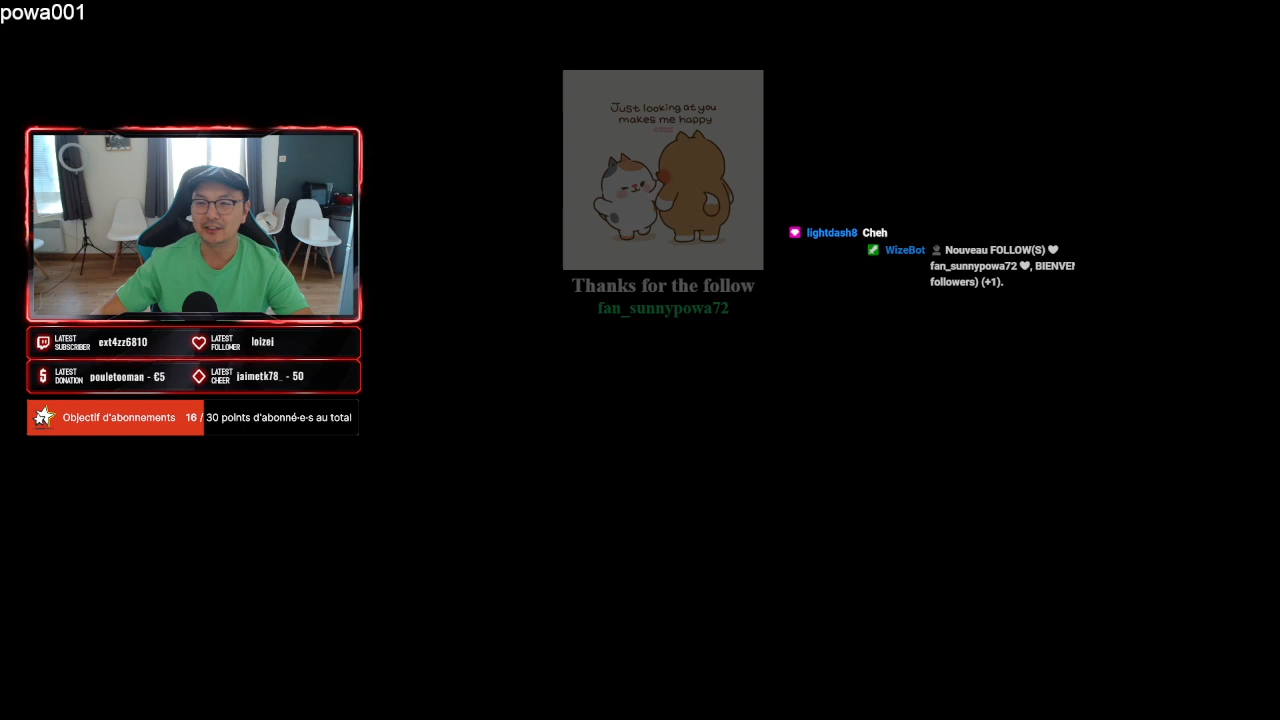 powa001
Just looking at you
makes me happy
Thanks for the follow
fan_sunnypowa72
lightdash8 Cheh
WizeBot Nouveau FOLLOW(S)
fan_sunnypowa72 , BIENVE
followers) (+1).
LATEST SUBSCRIBER ext4zz6810
LATEST FOLLOWER loizei
LATEST DONATION pouletooman - €5
LATEST CHEER jaimetk78_ - 50
Objectif d'abonnements 16 / 30 points d'abonné·e·s au total